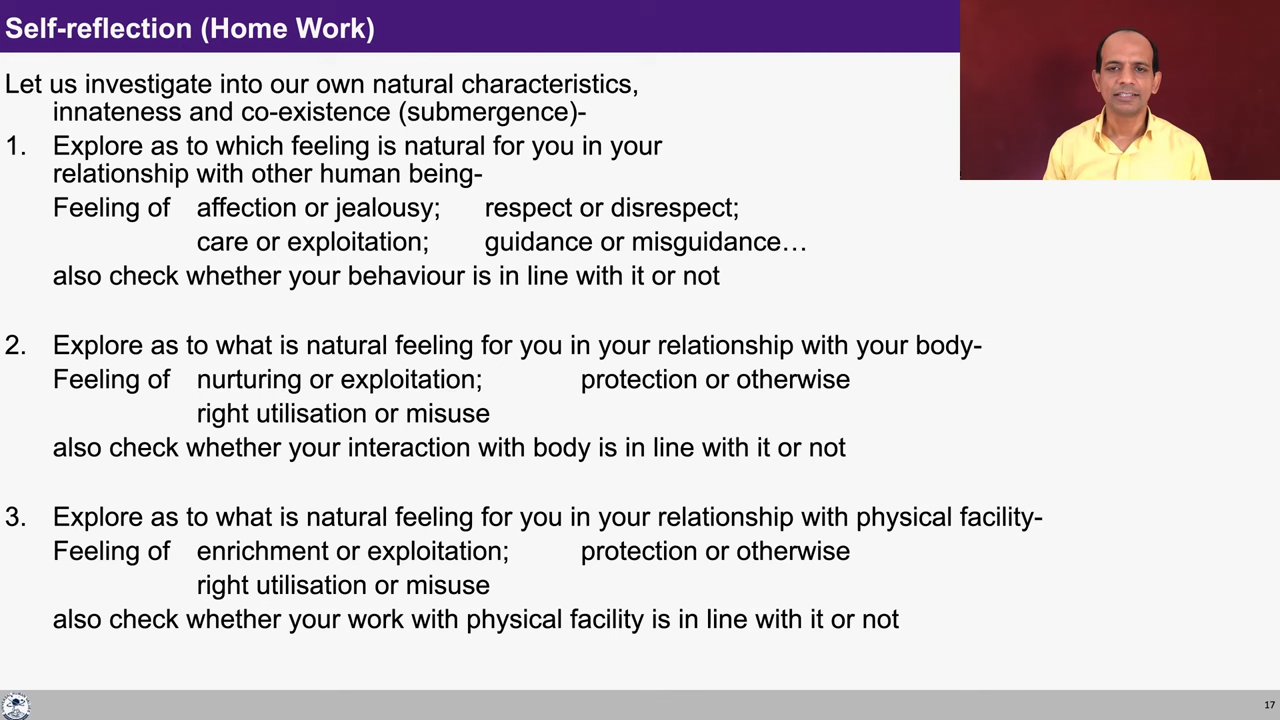 Self-reflection (Home Work)
Let us investigate into our own natural characteristics,
innateness and co-existence (submergence)-
1. Explore as to which feeling is natural for you in your
relationship with other human being-
Feeling of affection or jealousy; respect or disrespect;
care or exploitation; guidance or misguidance…
also check whether your behaviour is in line with it or not
2. Explore as to what is natural feeling for you in your relationship with your body-
Feeling of nurturing or exploitation; protection or otherwise
right utilisation or misuse
also check whether your interaction with body is in line with it or not
3. Explore as to what is natural feeling for you in your relationship with physical facility-
Feeling of enrichment or exploitation; protection or otherwise
right utilisation or misuse
also check whether your work with physical facility is in line with it or not
17